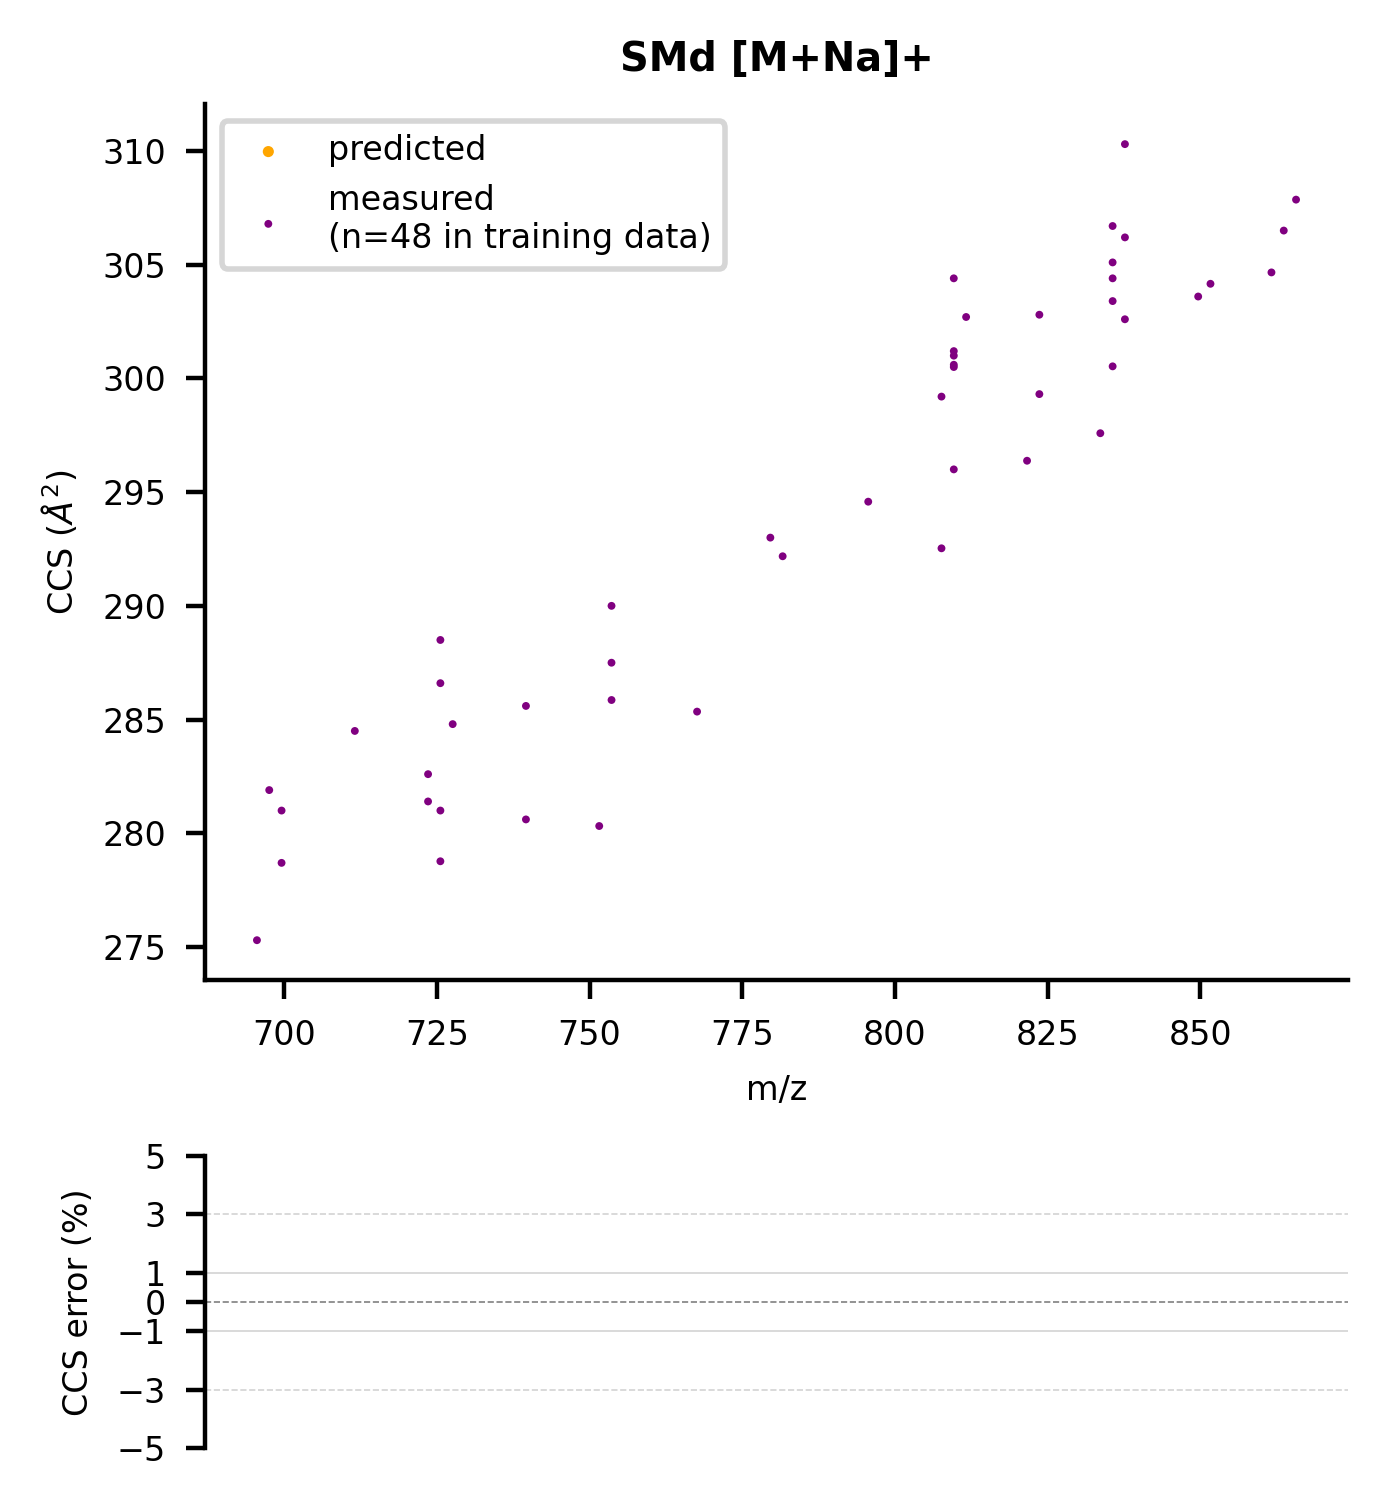 SMd [M+Na]+
predicted
measured
(n=48 in training data)
310
305
300
295
290
285
280
275
CCS (Å²)
700 725 750 775 800 825 850
m/z
5
3
1
0
−1
−3
−5
CCS error (%)